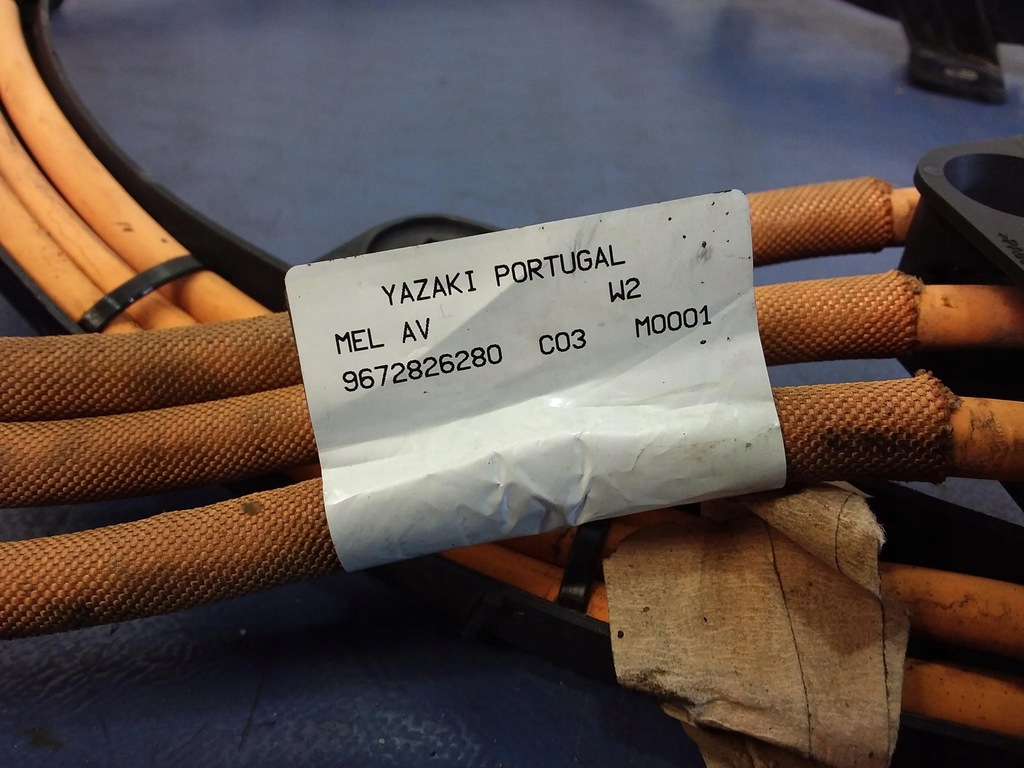 YAZAKI PORTUGAL
MEL AV W2
9672826280 C03 M0001